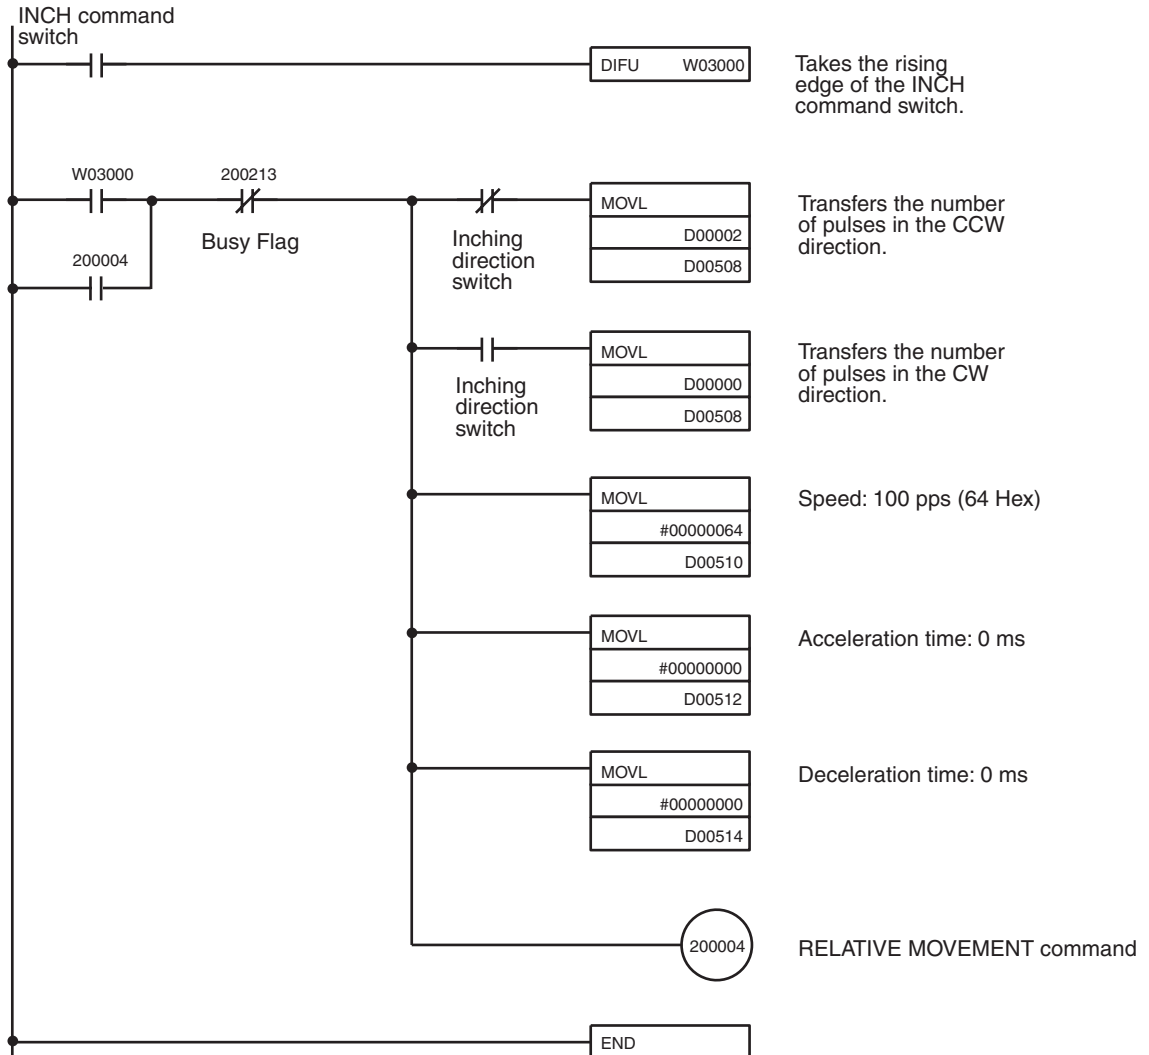 INCH command
switch
DIFU W03000
Takes the rising
edge of the INCH
command switch.
W03000
200213
Busy Flag
200004
Inching
direction
switch
MOVL
D00002
D00508
Transfers the number
of pulses in the CCW
direction.
Inching
direction
switch
MOVL
D00000
D00508
Transfers the number
of pulses in the CW
direction.
MOVL
#00000064
D00510
Speed: 100 pps (64 Hex)
MOVL
#00000000
D00512
Acceleration time: 0 ms
MOVL
#00000000
D00514
Deceleration time: 0 ms
200004
RELATIVE MOVEMENT command
END